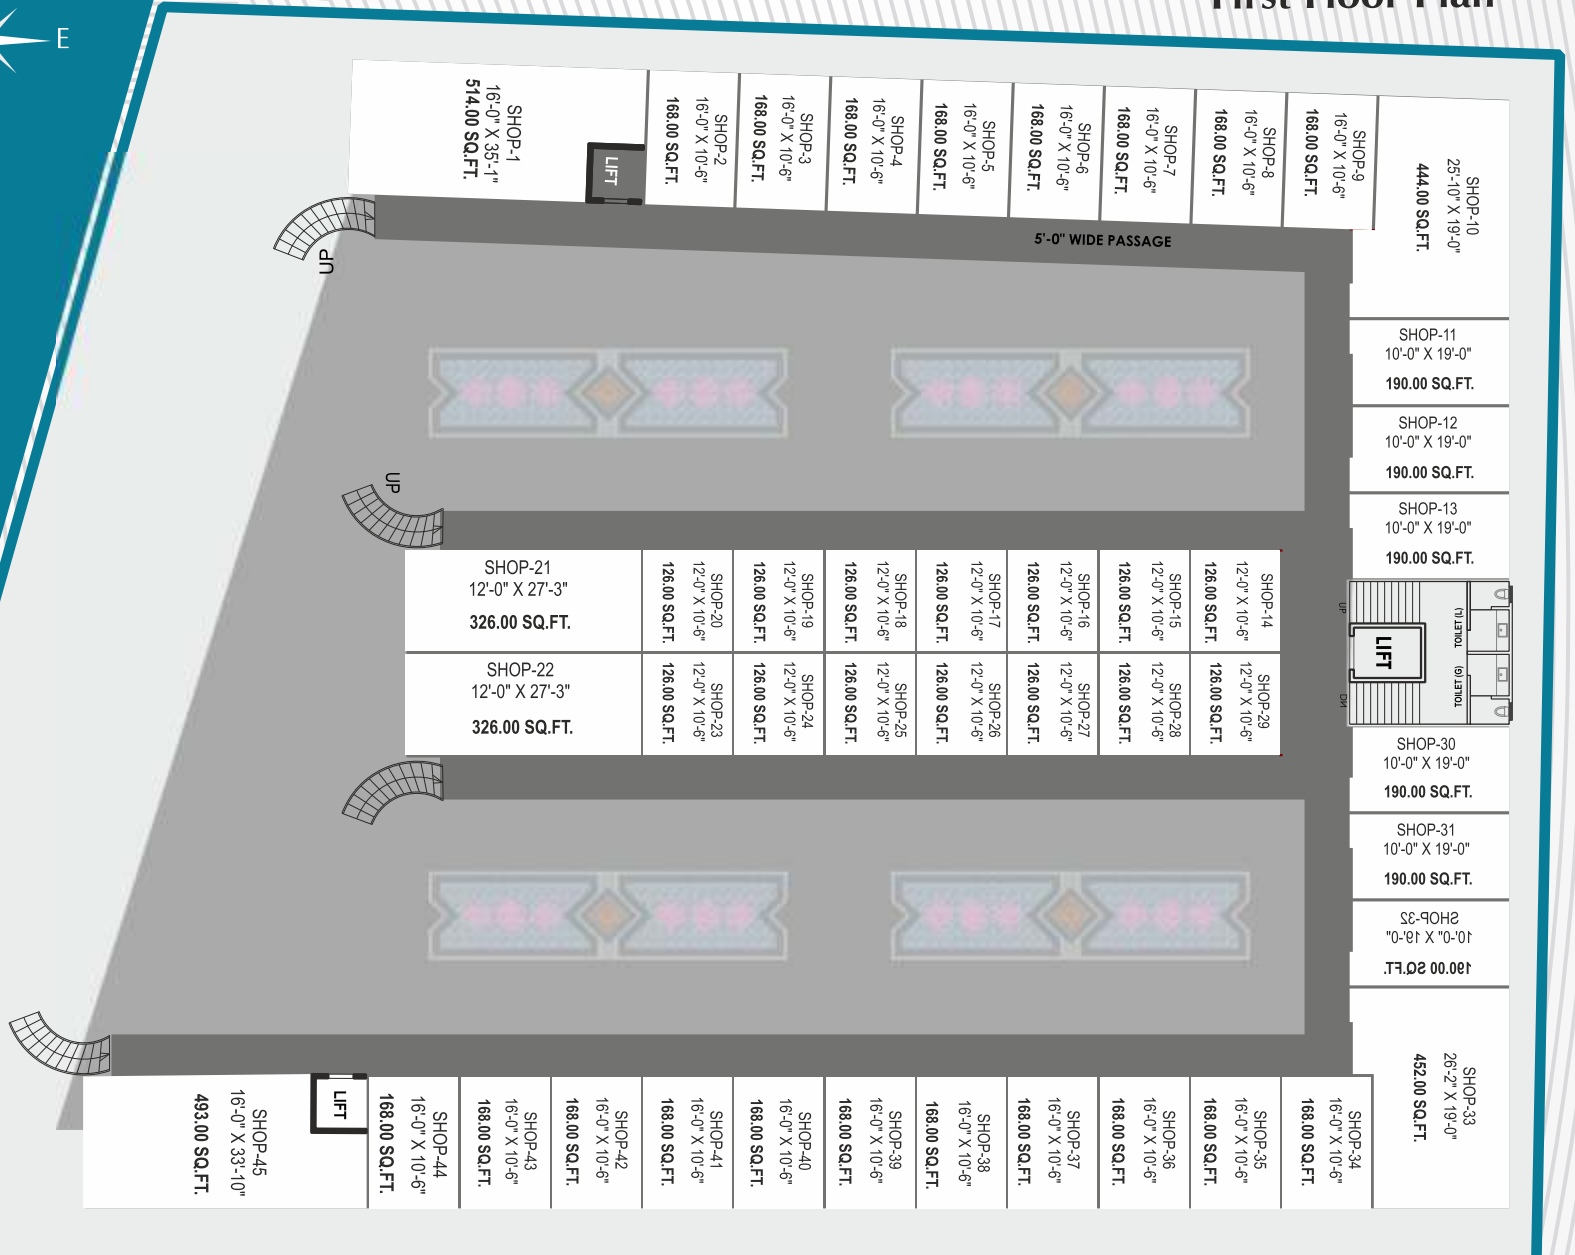 First Floor Plan
E
SHOP-1
16'-0" X 35'-1"
514.00 SQ.FT.
LIFT
SHOP-2
16'-0" X 10'-6"
168.00 SQ.FT.
SHOP-3
16'-0" X 10'-6"
168.00 SQ.FT.
SHOP-4
16'-0" X 10'-6"
168.00 SQ.FT.
SHOP-5
16'-0" X 10'-6"
168.00 SQ.FT.
SHOP-6
16'-0" X 10'-6"
168.00 SQ.FT.
SHOP-7
16'-0" X 10'-6"
168.00 SQ.FT.
SHOP-8
16'-0" X 10'-6"
168.00 SQ.FT.
SHOP-9
16'-0" X 10'-6"
168.00 SQ.FT.
SHOP-10
25'-10" X 19'-0"
444.00 SQ.FT.
UP
5'-0" WIDE PASSAGE
SHOP-11
10'-0" X 19'-0"
190.00 SQ.FT.
SHOP-12
10'-0" X 19'-0"
190.00 SQ.FT.
SHOP-13
10'-0" X 19'-0"
190.00 SQ.FT.
UP
SHOP-21
12'-0" X 27'-3"
326.00 SQ.FT.
SHOP-20
12'-0" X 10'-6"
126.00 SQ.FT.
SHOP-19
12'-0" X 10'-6"
126.00 SQ.FT.
SHOP-18
12'-0" X 10'-6"
126.00 SQ.FT.
SHOP-17
12'-0" X 10'-6"
126.00 SQ.FT.
SHOP-16
12'-0" X 10'-6"
126.00 SQ.FT.
SHOP-15
12'-0" X 10'-6"
126.00 SQ.FT.
SHOP-14
12'-0" X 10'-6"
126.00 SQ.FT.
UP
LIFT
TOILET (L)
TOILET (G)
DN
SHOP-22
12'-0" X 27'-3"
326.00 SQ.FT.
SHOP-23
12'-0" X 10'-6"
126.00 SQ.FT.
SHOP-24
12'-0" X 10'-6"
126.00 SQ.FT.
SHOP-25
12'-0" X 10'-6"
126.00 SQ.FT.
SHOP-26
12'-0" X 10'-6"
126.00 SQ.FT.
SHOP-27
12'-0" X 10'-6"
126.00 SQ.FT.
SHOP-28
12'-0" X 10'-6"
126.00 SQ.FT.
SHOP-29
12'-0" X 10'-6"
126.00 SQ.FT.
SHOP-30
10'-0" X 19'-0"
190.00 SQ.FT.
SHOP-31
10'-0" X 19'-0"
190.00 SQ.FT.
SHOP-32
10'-0" X 19'-0"
190.00 SQ.FT.
SHOP-33
26'-2" X 19'-0"
452.00 SQ.FT.
SHOP-45
16'-0" X 33'-10"
493.00 SQ.FT.
LIFT
SHOP-44
16'-0" X 10'-6"
168.00 SQ.FT.
SHOP-43
16'-0" X 10'-6"
168.00 SQ.FT.
SHOP-42
16'-0" X 10'-6"
168.00 SQ.FT.
SHOP-41
16'-0" X 10'-6"
168.00 SQ.FT.
SHOP-40
16'-0" X 10'-6"
168.00 SQ.FT.
SHOP-39
16'-0" X 10'-6"
168.00 SQ.FT.
SHOP-38
16'-0" X 10'-6"
168.00 SQ.FT.
SHOP-37
16'-0" X 10'-6"
168.00 SQ.FT.
SHOP-36
16'-0" X 10'-6"
168.00 SQ.FT.
SHOP-35
16'-0" X 10'-6"
168.00 SQ.FT.
SHOP-34
16'-0" X 10'-6"
168.00 SQ.FT.